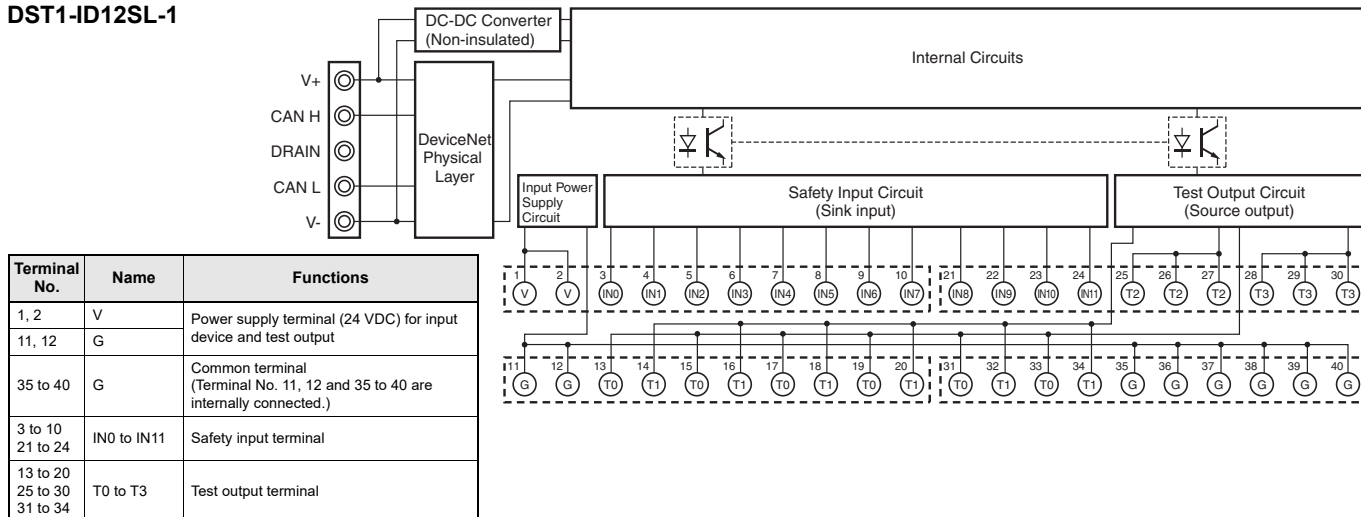 DST1-ID12SL-1
DC-DC Converter
(Non-insulated)
Internal Circuits
V+
CAN H
DRAIN
CAN L
V-
DeviceNet
Physical
Layer
Input Power
Supply
Circuit
Safety Input Circuit
(Sink input)
Test Output Circuit
(Source output)
1 2 3 4 5 6 7 8 9 10 21 22 23 24 25 26 27 28 29 30
V V IN0 IN1 IN2 IN3 IN4 IN5 IN6 IN7 IN8 IN9 IN10 IN11 T2 T2 T2 T3 T3 T3
11 12 13 14 15 16 17 18 19 20 31 32 33 34 35 36 37 38 39 40
G G T0 T1 T0 T1 T0 T1 T0 T1 T0 T1 T0 T1 G G G G G G
Terminal No. Name Functions
1, 2 V Power supply terminal (24 VDC) for input
device and test output
11, 12 G
35 to 40 G Common terminal
(Terminal No. 11, 12 and 35 to 40 are
internally connected.)
3 to 10
21 to 24 IN0 to IN11 Safety input terminal
13 to 20
25 to 30
31 to 34 T0 to T3 Test output terminal